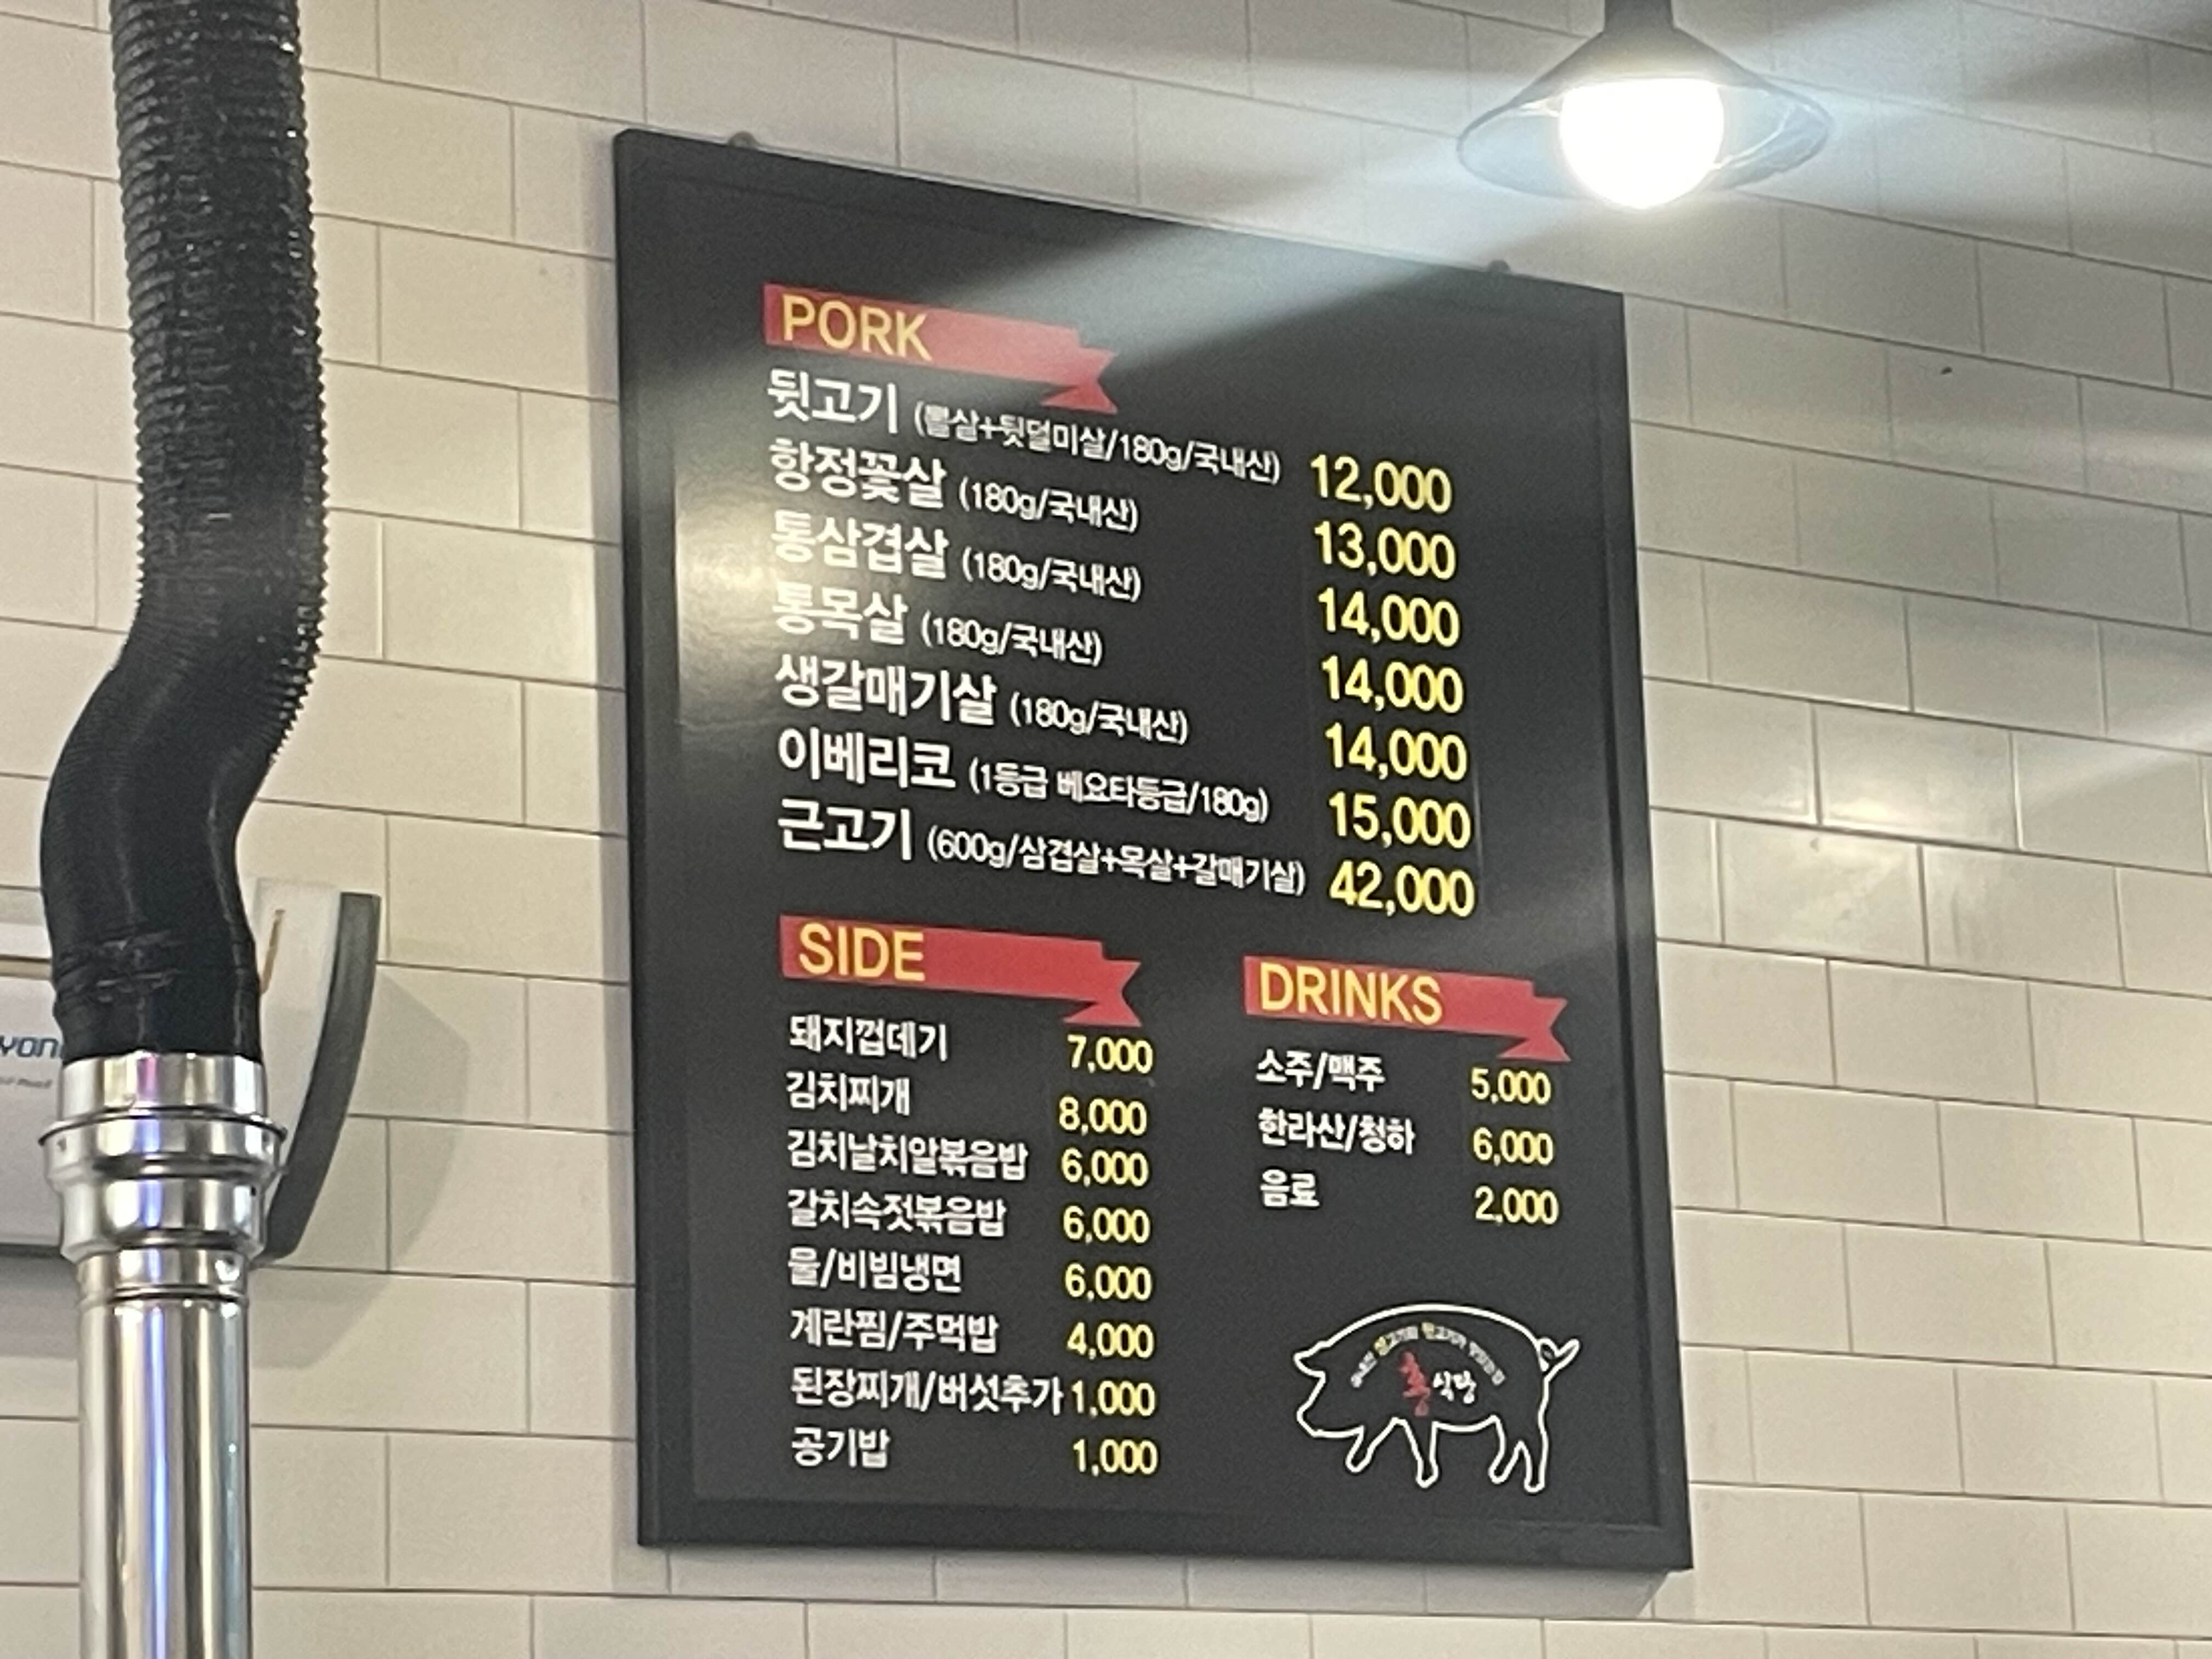 PORK
뒷고기 (볼살+뒷덜미살/180g/국내산) 12,000
항정꽃살 (180g/국내산) 13,000
통삼겹살 (180g/국내산) 14,000
통목살 (180g/국내산) 14,000
생갈매기살 (180g/국내산) 14,000
이베리코 (1등급 베요타등급/180g) 15,000
근고기 (600g/삼겹살+목살+갈매기살) 42,000
SIDE
돼지껍데기 7,000
김치찌개 8,000
김치날치알볶음밥 6,000
갈치속젓볶음밥 6,000
물/비빔냉면 6,000
계란찜/주먹밥 4,000
된장찌개/버섯추가 1,000
공기밥 1,000
DRINKS
소주/맥주 5,000
한라산/청하 6,000
음료 2,000
식당